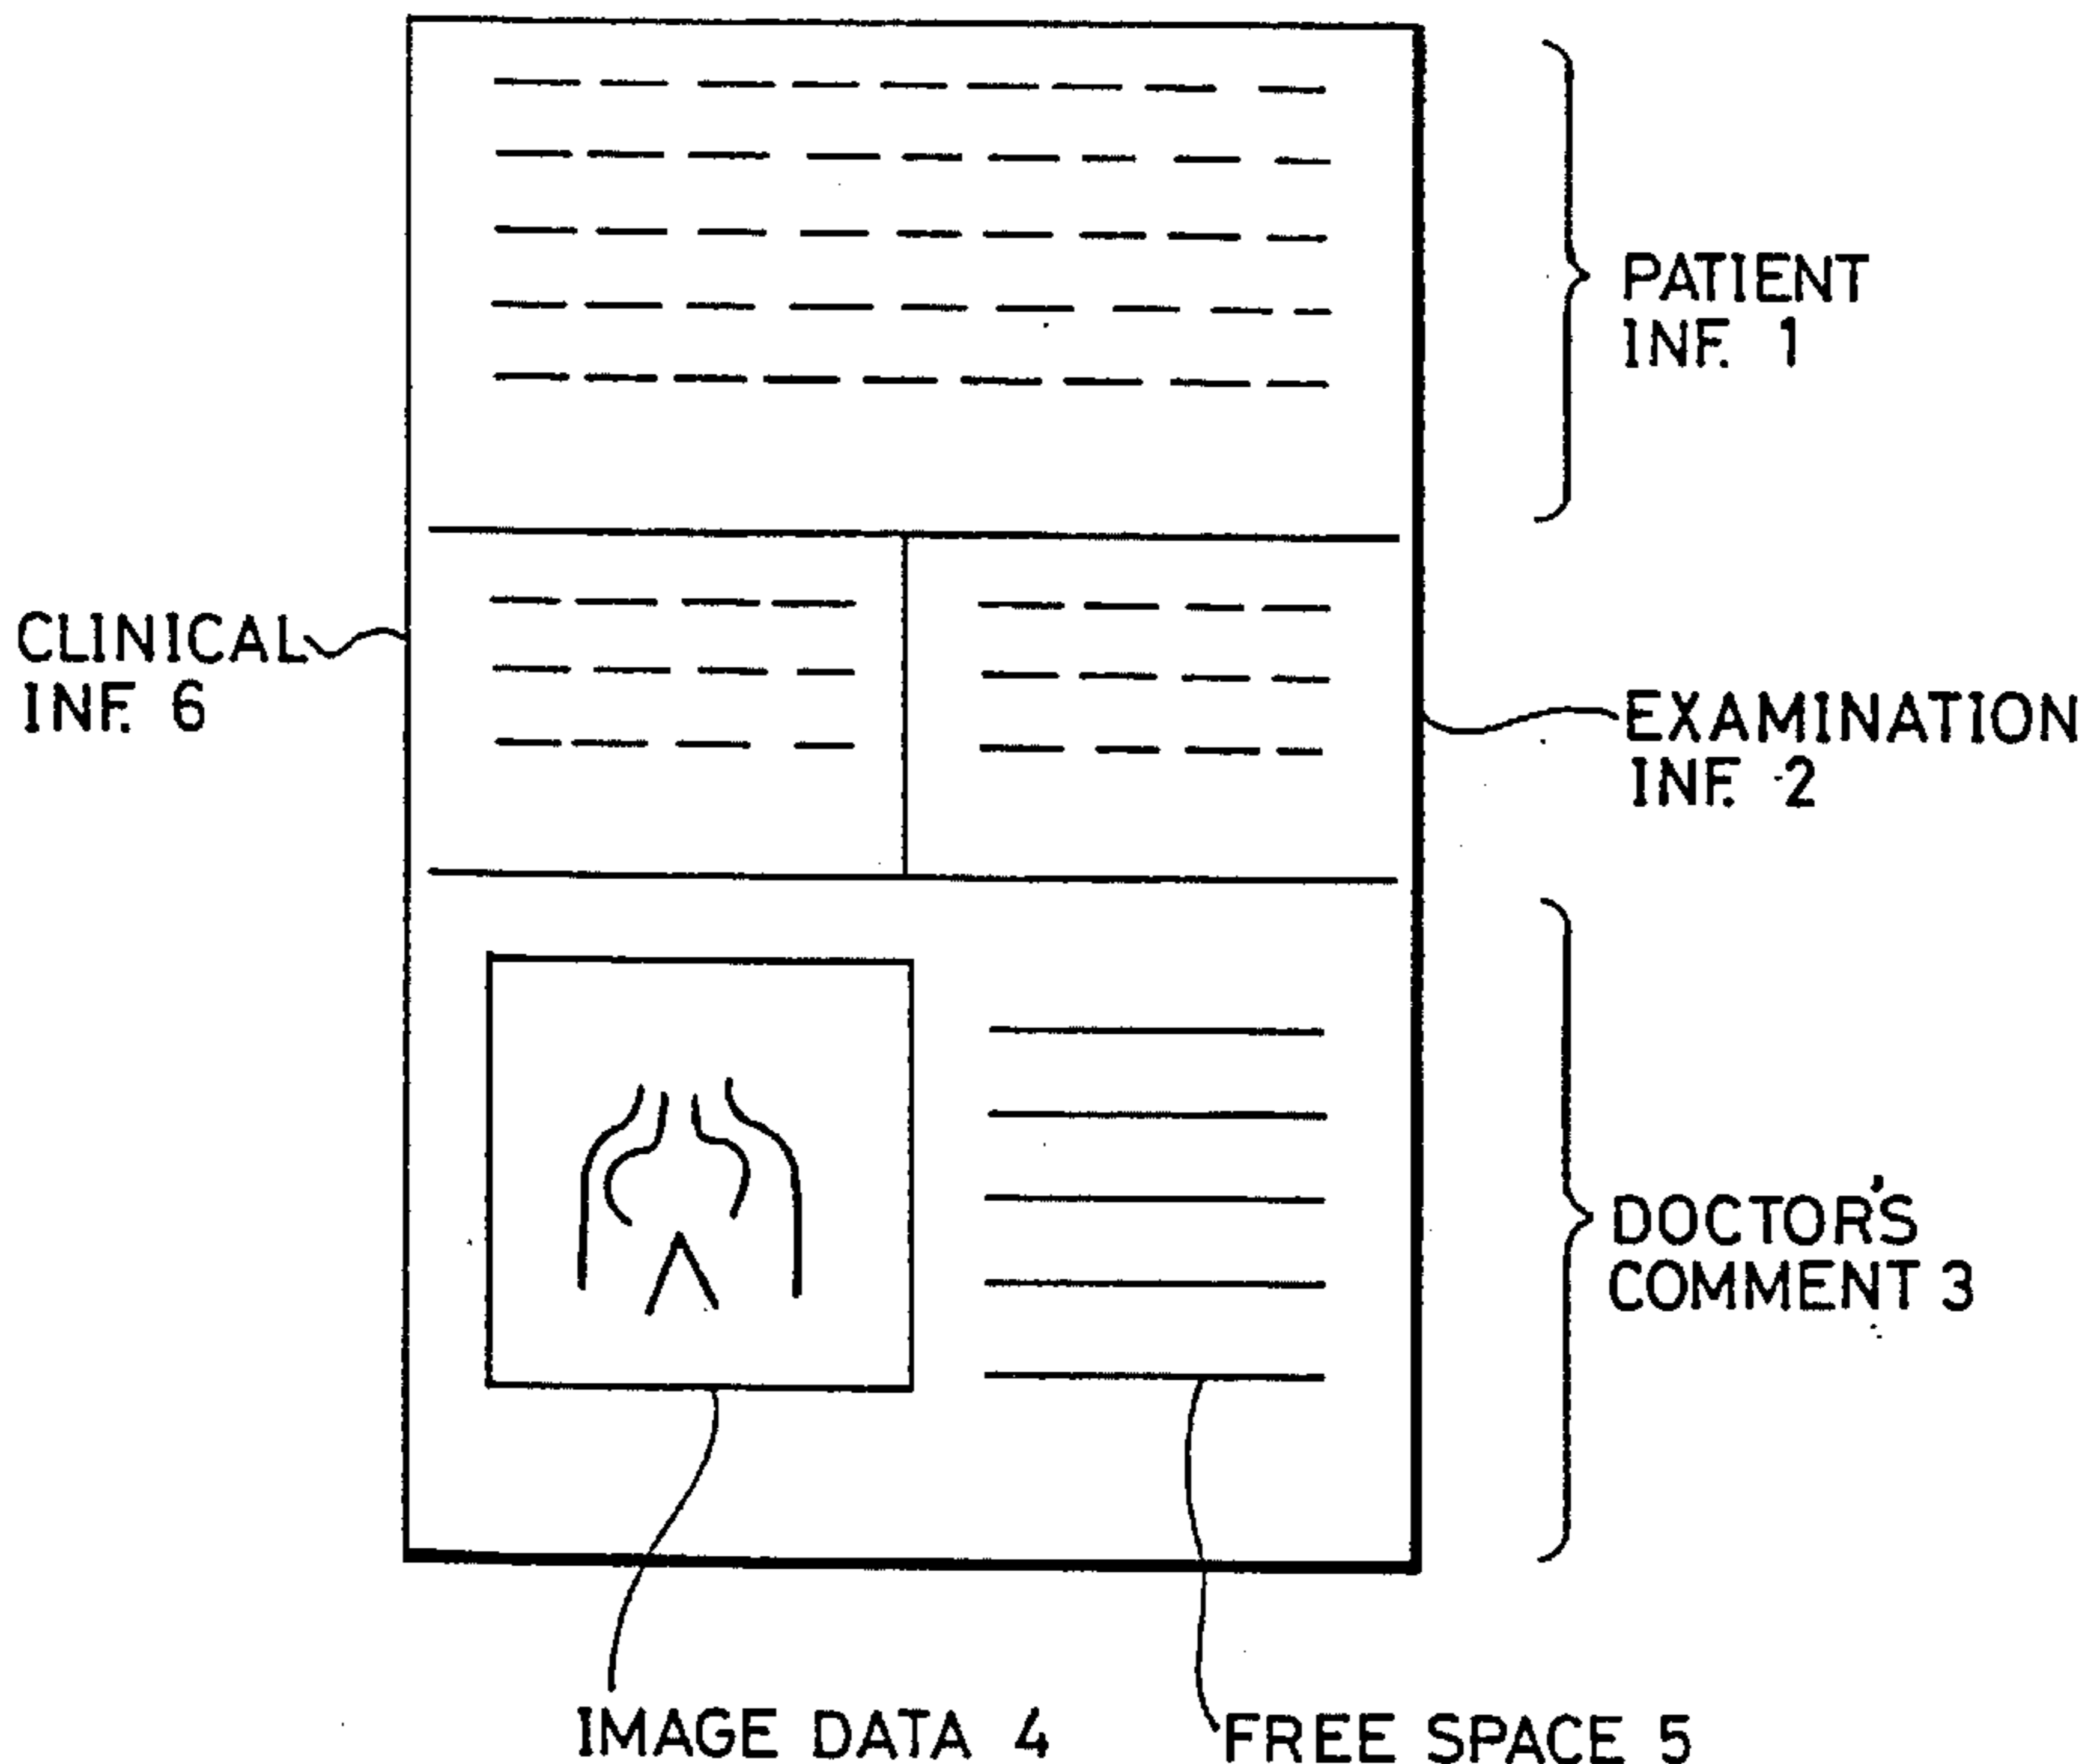 PATIENT
INF. 1
CLINICAL
INF. 6
EXAMINATION
INF. 2
DOCTOR'S
COMMENT 3
IMAGE DATA 4
FREE SPACE 5